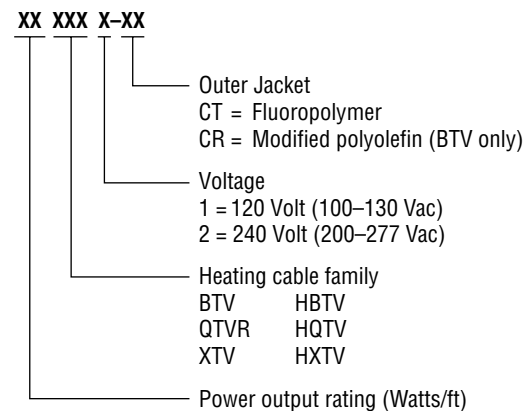 XX XXX X–XX
Outer Jacket
CT = Fluoropolymer
CR = Modified polyolefin (BTV only)
Voltage
1 = 120 Volt (100–130 Vac)
2 = 240 Volt (200–277 Vac)
Heating cable family
BTV HBTV
QTVR HQTV
XTV HXTV
Power output rating (Watts/ft)